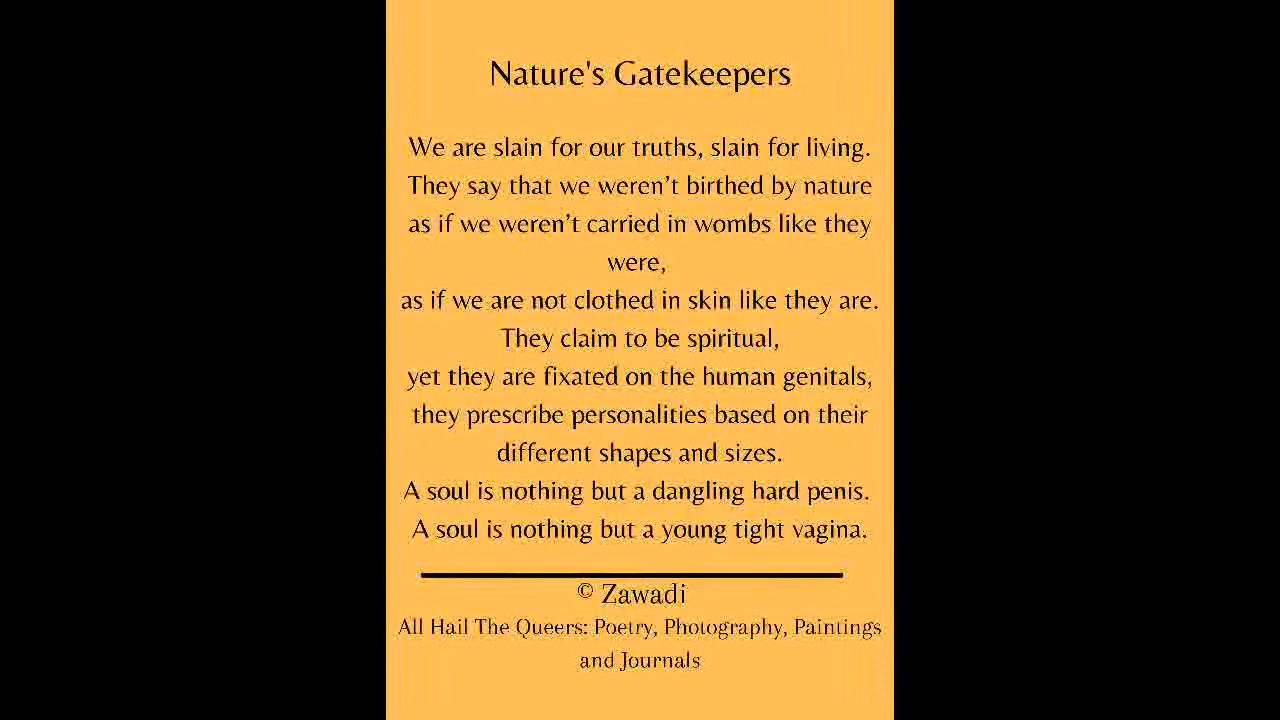 Nature's Gatekeepers
We are slain for our truths, slain for living.
They say that we weren’t birthed by nature
as if we weren’t carried in wombs like they
were,
as if we are not clothed in skin like they are.
They claim to be spiritual,
yet they are fixated on the human genitals,
they prescribe personalities based on their
different shapes and sizes.
A soul is nothing but a dangling hard penis.
A soul is nothing but a young tight vagina.
© Zawadi
All Hail The Queers: Poetry, Photography, Paintings
and Journals